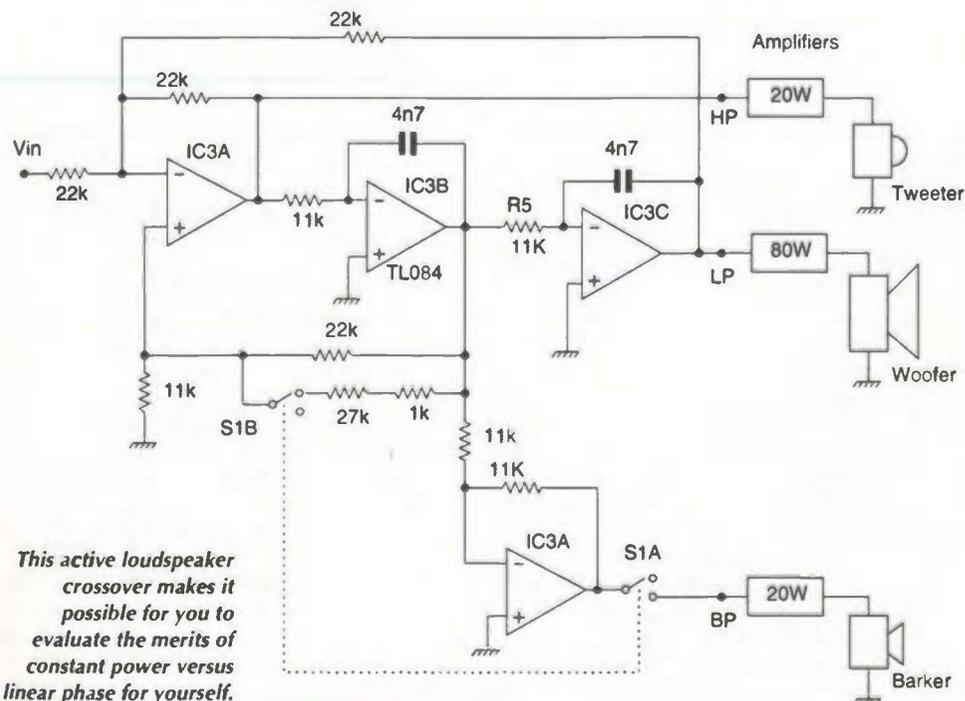 22k
Amplifiers
22k
20W
HP
4n7
Vin
IC3A
IC3B
4n7
Tweeter
−
−
R5
IC3C
22k
11k
−
80W
+
+
11K
LP
TL084
+
22k
Woofer
11k
S1B
27k
1k
11k
11K
IC3A
S1A
−
20W
+
BP
Barker
This active loudspeaker
crossover makes it
possible for you to
evaluate the merits of
constant power versus
linear phase for yourself.